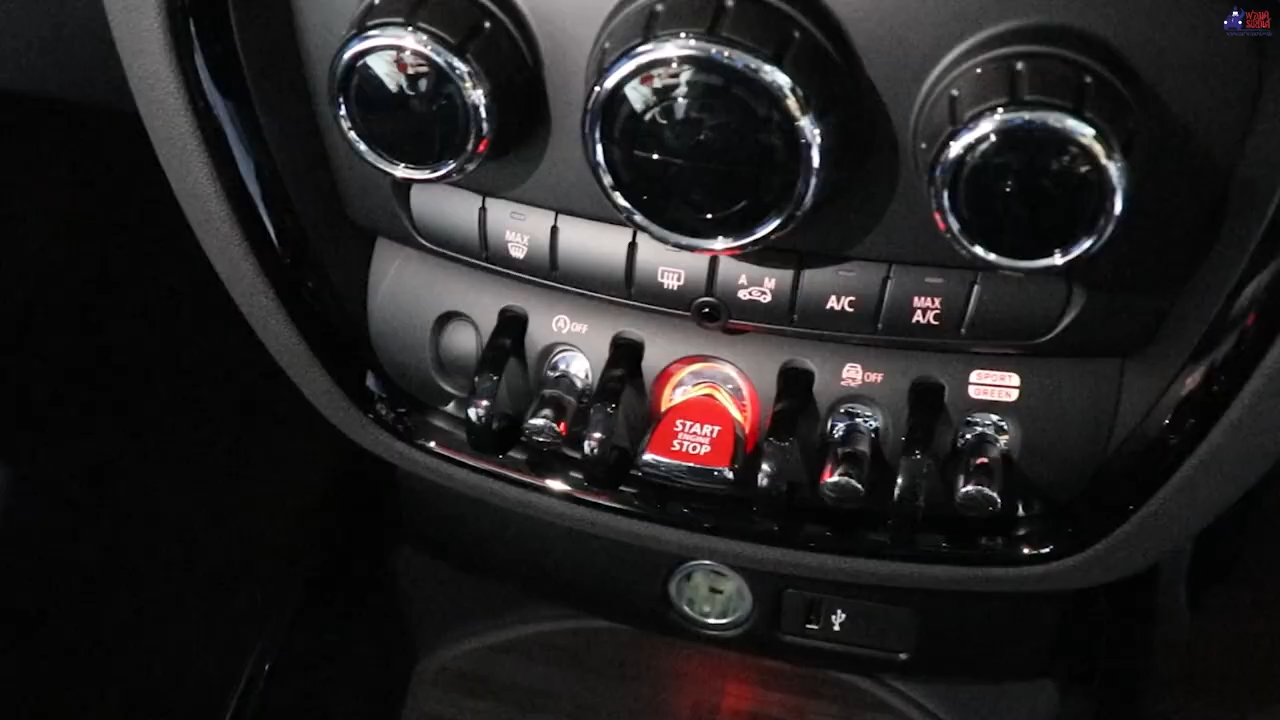 MAX
A M
A/C
MAX
A/C
A OFF
START
ENGINE
STOP
OFF
SPORT
GREEN